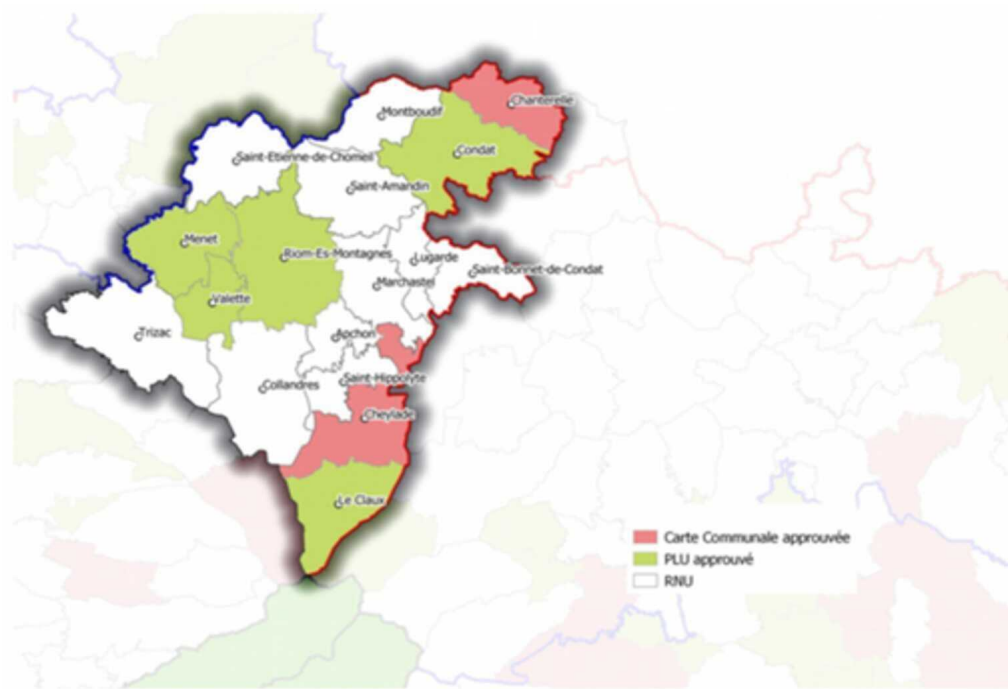 Chanterelle
Montboudif
Condat
Saint-Etienne-de-Chomeil
Saint-Amandin
Menet
Riom-Es-Montagnes
Lugarde
Saint-Bonnet-de-Condat
Marchastel
Valette
Trizac
Apchon
Collandres
Saint-Hippolyte
Cheylade
Le Claux
Carte Communale approuvée
PLU approuvé
RNU